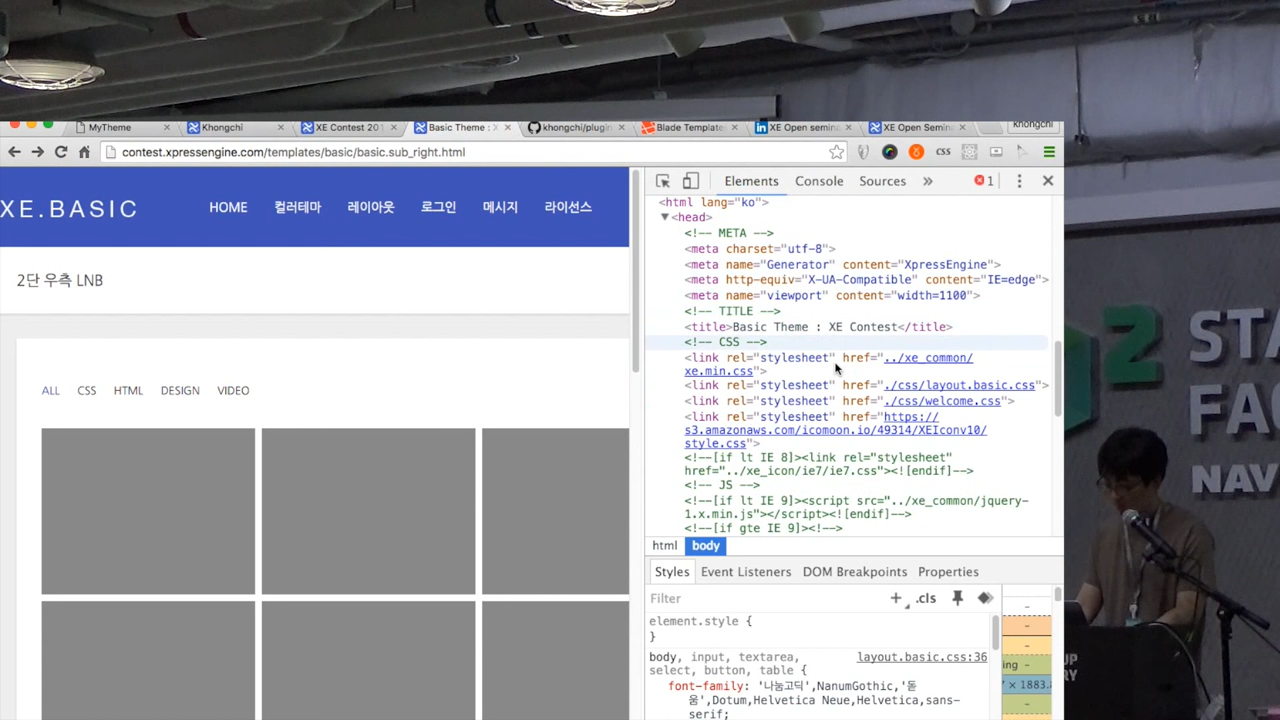 MyTheme
Khongchi
XE Contest 201
Basic Theme :
khongchi/plugin
Blade Template
XE Open semina
XE Open Semin
khongchi
contest.xpressengine.com/templates/basic/basic.sub_right.html
CSS
XE.BASIC
HOME
컬러테마
레이아웃
로그인
메시지
라이선스
2단 우측 LNB
ALL
CSS
HTML
DESIGN
VIDEO
Elements
Console
Sources
»
1
<html lang="ko">
▼<head>
<!-- META -->
<meta charset="utf-8">
<meta name="Generator" content="XpressEngine">
<meta http-equiv="X-UA-Compatible" content="IE=edge">
<meta name="viewport" content="width=1100">
<!-- TITLE -->
<title>Basic Theme : XE Contest</title>
<!-- CSS -->
<link rel="stylesheet" href="../xe_common/
xe.min.css">
<link rel="stylesheet" href="./css/layout.basic.css">
<link rel="stylesheet" href="./css/welcome.css">
<link rel="stylesheet" href="https://
s3.amazonaws.com/icomoon.io/49314/XEIconv10/
style.css">
<!--[if lt IE 8]><link rel="stylesheet"
href="../xe_icon/ie7/ie7.css"><![endif]-->
<!-- JS -->
<!--[if lt IE 9]><script src="../xe_common/jquery-
1.x.min.js"></script><![endif]-->
<!--[if gte IE 9]><!-->
html
body
Styles
Event Listeners
DOM Breakpoints
Properties
Filter
+
.cls
element.style {
}
body, input, textarea,
select, button, table {
layout.basic.css:36
font-family: '나눔고딕',NanumGothic,'돋
움',Dotum,Helvetica Neue,Helvetica,sans-
serif;
ing -
× 1883.
2
STA
FAC
NAV
UP
RY